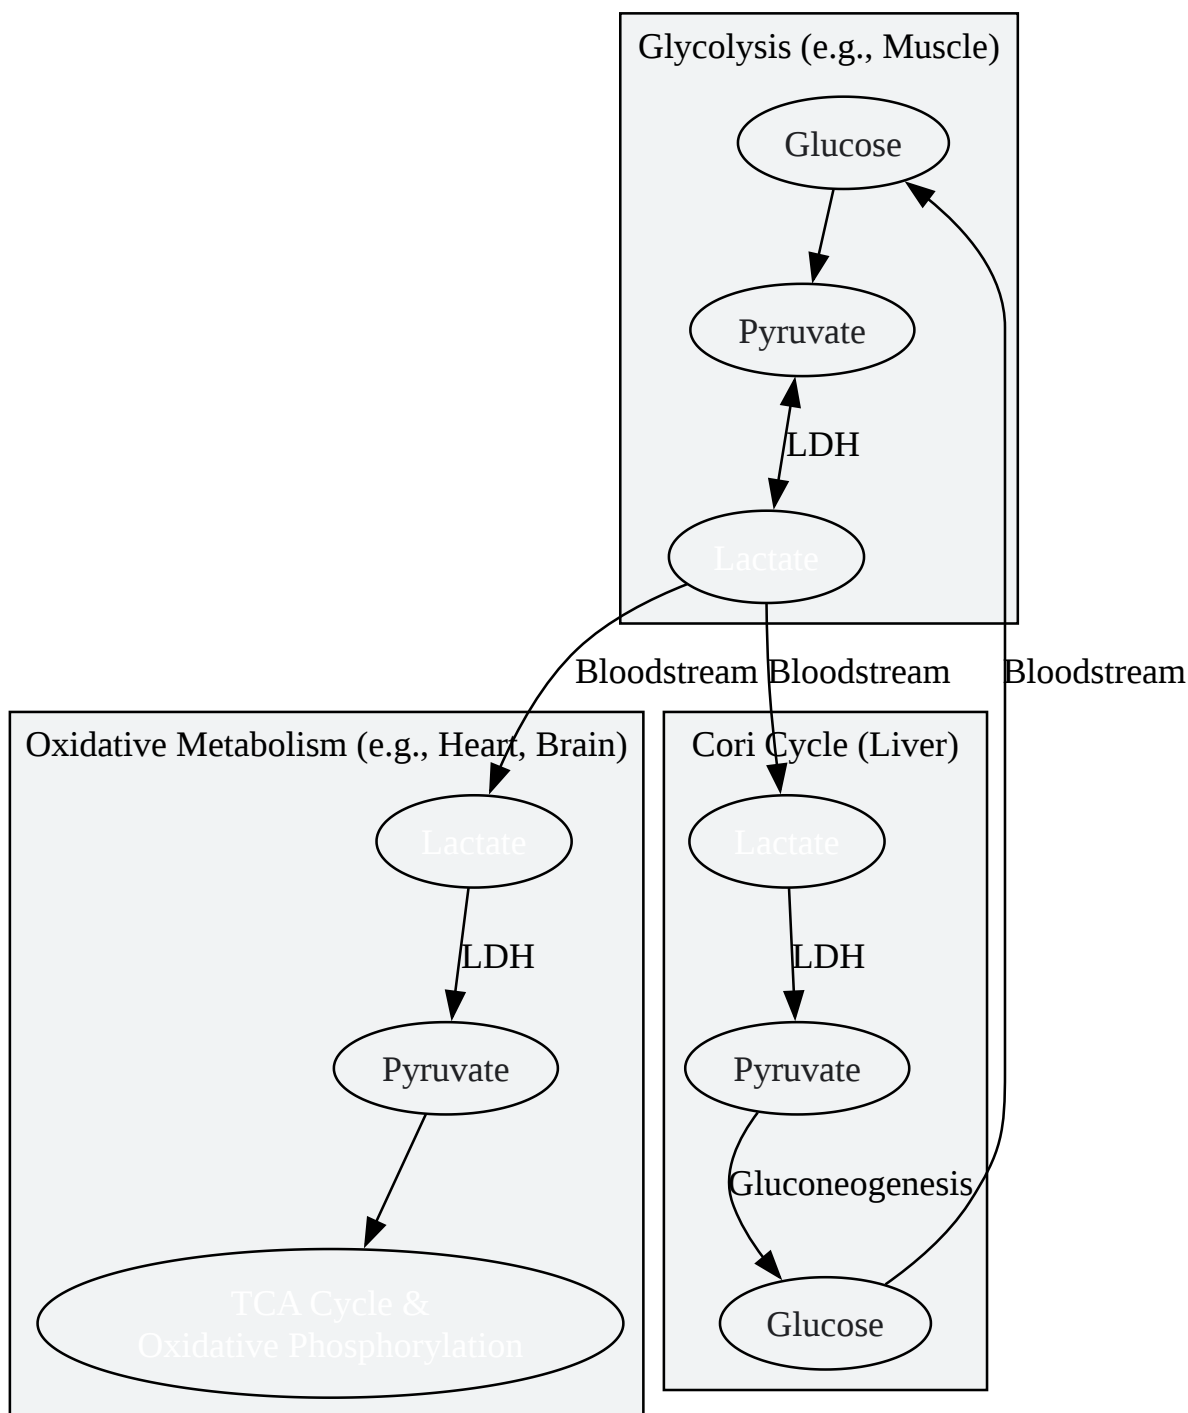 Glycolysis (e.g., Muscle)
Glucose
Pyruvate
LDH
Lactate
Bloodstream
Bloodstream
Bloodstream
Oxidative Metabolism (e.g., Heart, Brain)
Lactate
LDH
Pyruvate
TCA Cycle &
Oxidative Phosphorylation
Cori Cycle (Liver)
Lactate
LDH
Pyruvate
Gluconeogenesis
Glucose